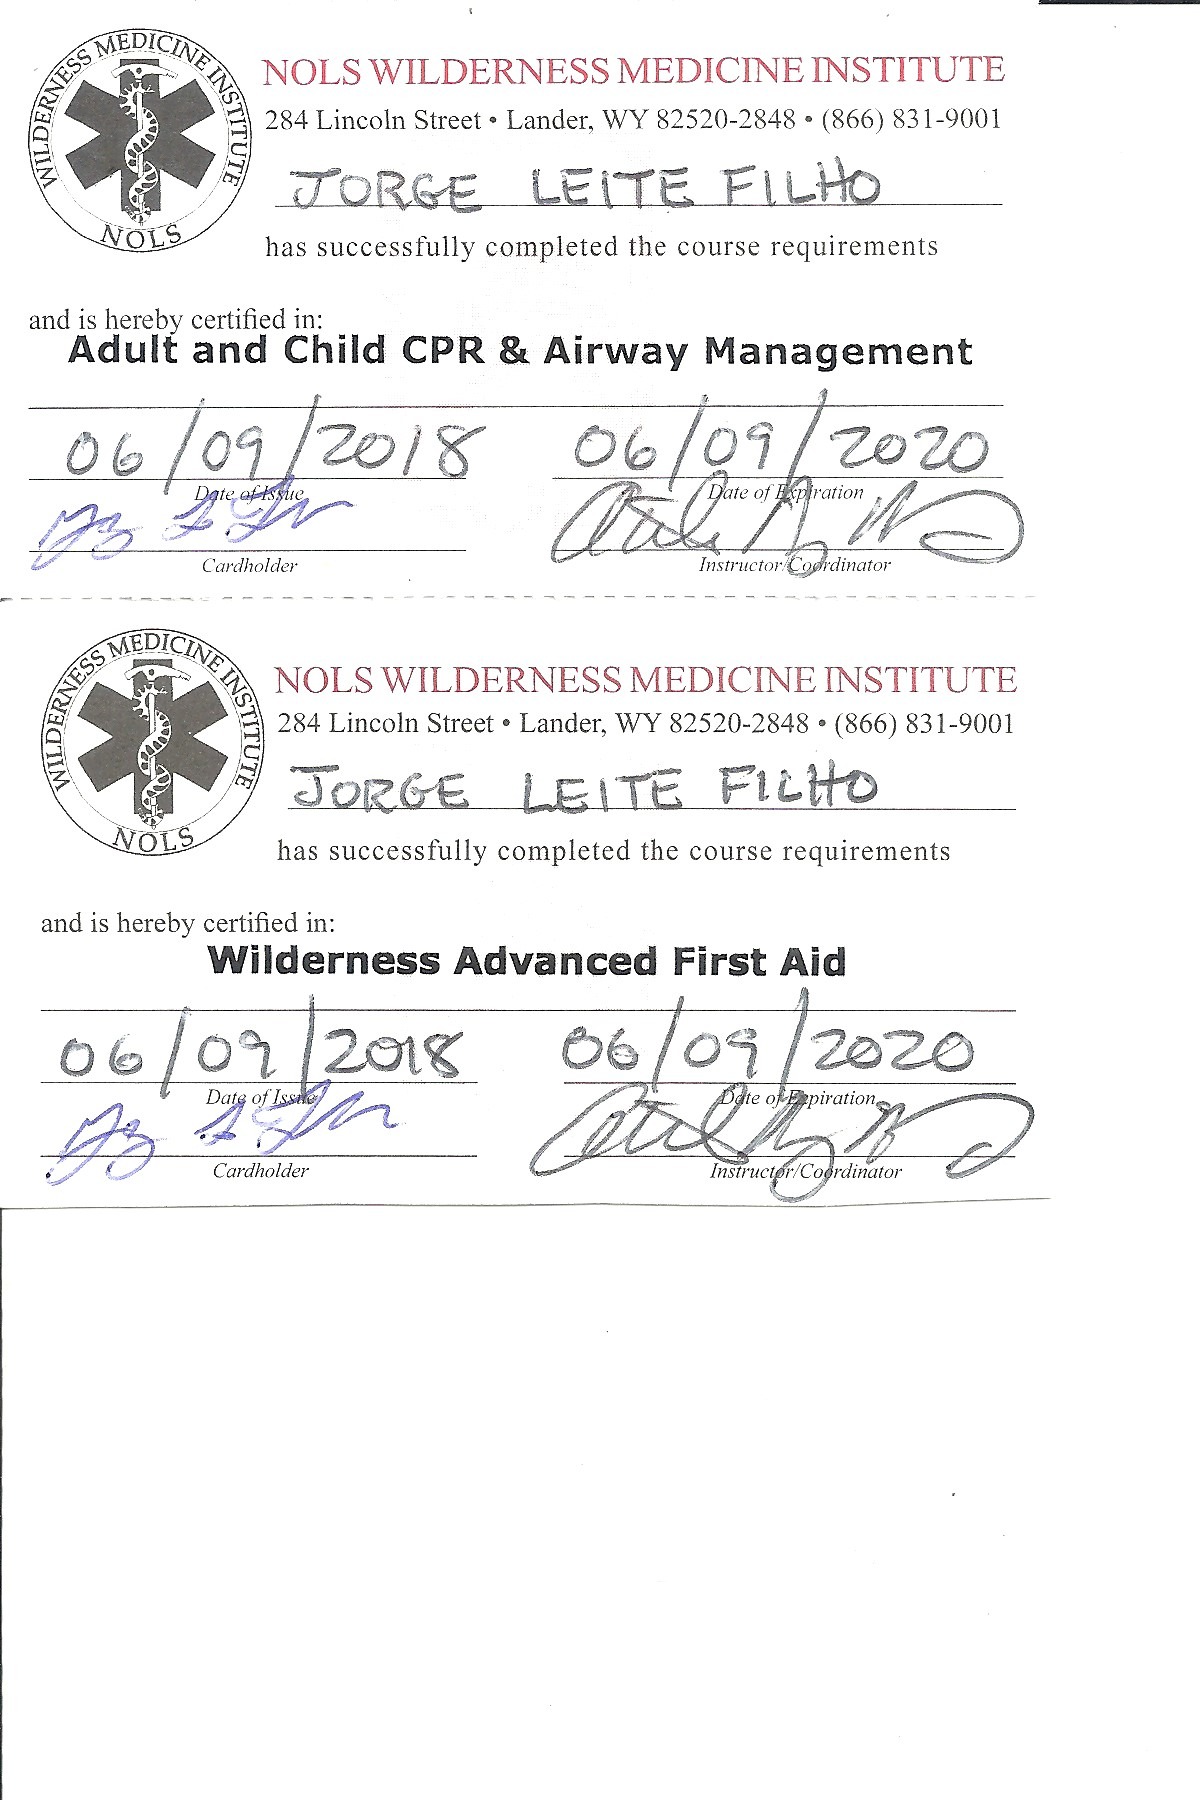 WILDERNESS MEDICINE INSTITUTE
NOLS
NOLS WILDERNESS MEDICINE INSTITUTE
284 Lincoln Street • Lander, WY 82520-2848 • (866) 831-9001
JORGE LEITE FILHO
has successfully completed the course requirements
and is hereby certified in:
Adult and Child CPR & Airway Management
06/09/2018 06/09/2020
Date of Issue Date of Expiration
Cardholder Instructor/Coordinator
WILDERNESS MEDICINE INSTITUTE
NOLS
NOLS WILDERNESS MEDICINE INSTITUTE
284 Lincoln Street • Lander, WY 82520-2848 • (866) 831-9001
JORGE LEITE FILHO
has successfully completed the course requirements
and is hereby certified in:
Wilderness Advanced First Aid
06/09/2018 06/09/2020
Date of Issue Date of Expiration
Cardholder Instructor/Coordinator